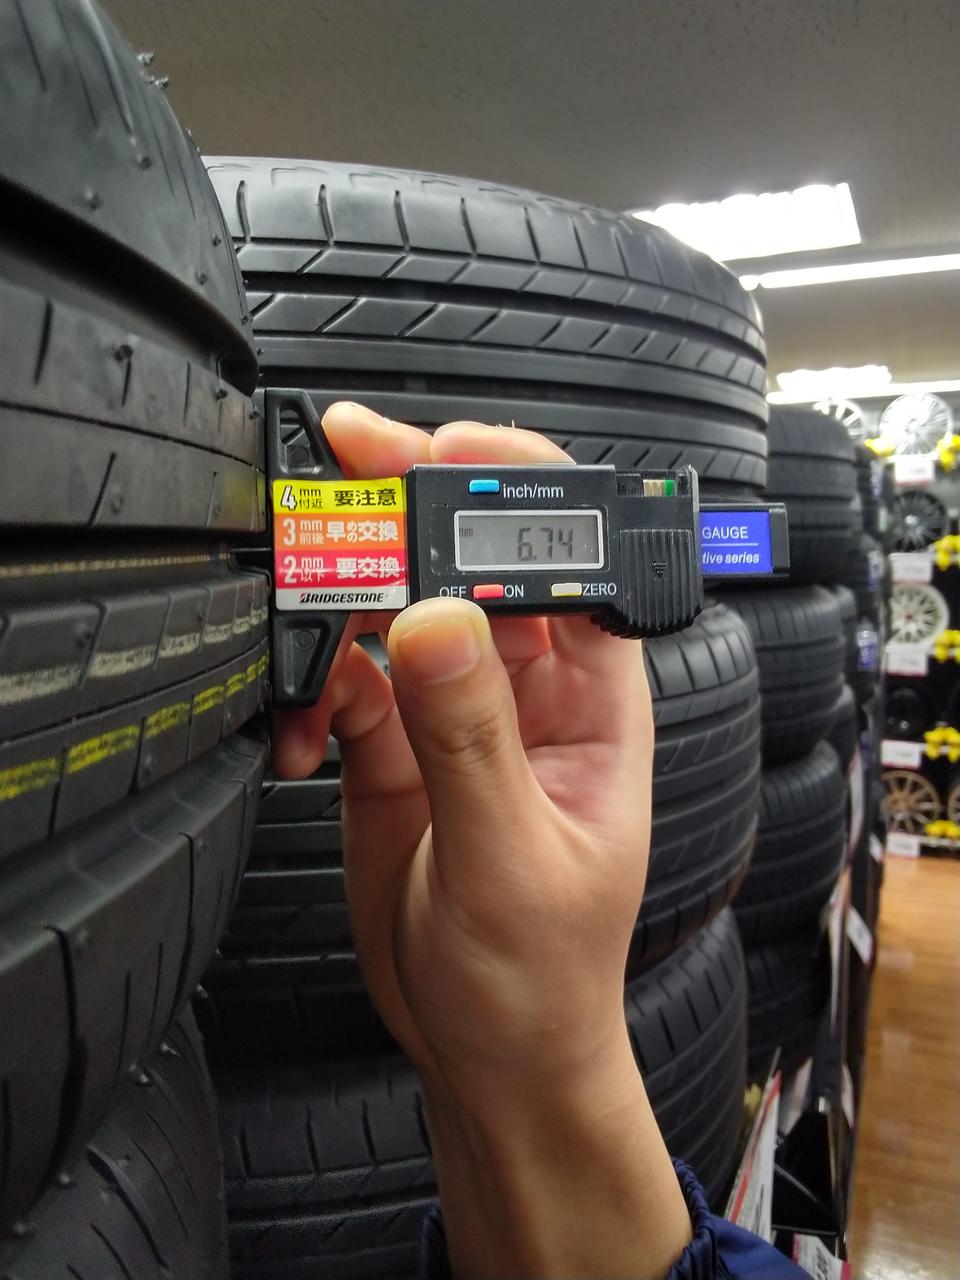 inch/mm
4mm付近 要注意
mm 6.74
GAUGE
3mm前後 早めの交換
tive series
2mm以下 要交換
OFF ON ZERO
BRIDGESTONE